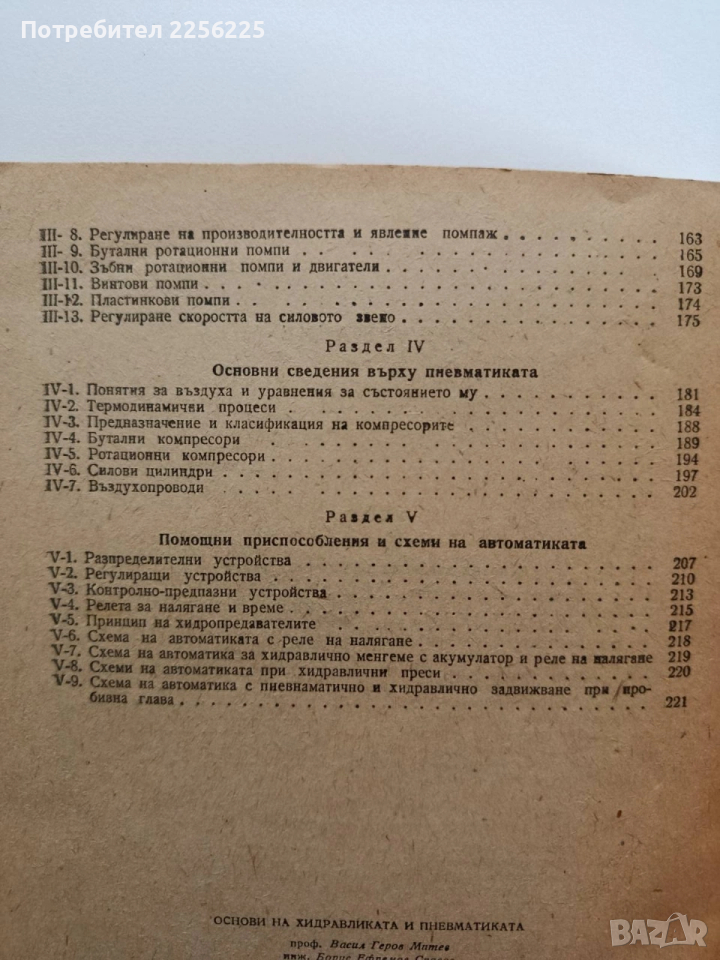 Потребител 2256225
III- 8. Регулиране на производителността и явление помпаж . . . . . . . . . 163
III- 9. Бутални ротационни помпи . . . . . . . . . . . . . . . . . 165
III-10. Зъбни ротационни помпи и двигатели . . . . . . . . . . . . . 169
III-11. Винтови помпи . . . . . . . . . . . . . . . . . . . . . 173
III-12. Пластинкови помпи . . . . . . . . . . . . . . . . . . . 174
III-13. Регулиране скоростта на силовото звено . . . . . . . . . . . . 175
Раздел IV
Основни сведения върху пневматиката
IV-1. Понятия за въздуха и уравнения за състоянието му . . . . . . . . . 181
IV-2. Термодинамични процеси . . . . . . . . . . . . . . . . . 184
IV-3. Предназначение и класификация на компресорите . . . . . . . . . . 188
IV-4. Бутални компресори . . . . . . . . . . . . . . . . . . . 189
IV-5. Ротационни компресори . . . . . . . . . . . . . . . . . . 194
IV-6. Силови цилиндри . . . . . . . . . . . . . . . . . . . . 197
IV-7. Въздухопроводи . . . . . . . . . . . . . . . . . . . . 202
Раздел V
Помощни приспособления и схеми на автоматиката
V-1. Разпределителни устройства . . . . . . . . . . . . . . . . 207
V-2. Регулиращи устройства . . . . . . . . . . . . . . . . . . 210
V-3. Контролно-предпазни устройства . . . . . . . . . . . . . . . 213
V-4. Релета за налягане и време . . . . . . . . . . . . . . . . . 215
V-5. Принцип на хидропредавателите . . . . . . . . . . . . . . . 217
V-6. Схема на автоматиката с реле на налягане . . . . . . . . . . . . 218
V-7. Схема на автоматика за хидравлично менгеме с акумулатор и реле на налягане 219
V-8. Схеми на автоматиката при хидравлични преси . . . . . . . . . . 220
V-9. Схема на автоматика с пневнаматично и хидравлично задвижване при про-
бивна глава . . . . . . . . . . . . . . . . . . . . . . 221
ОСНОВИ НА ХИДРАВЛИКАТА И ПНЕВМАТИКАТА
проф. Васил Геров Матев
инж. Борис Ефремов
bazar